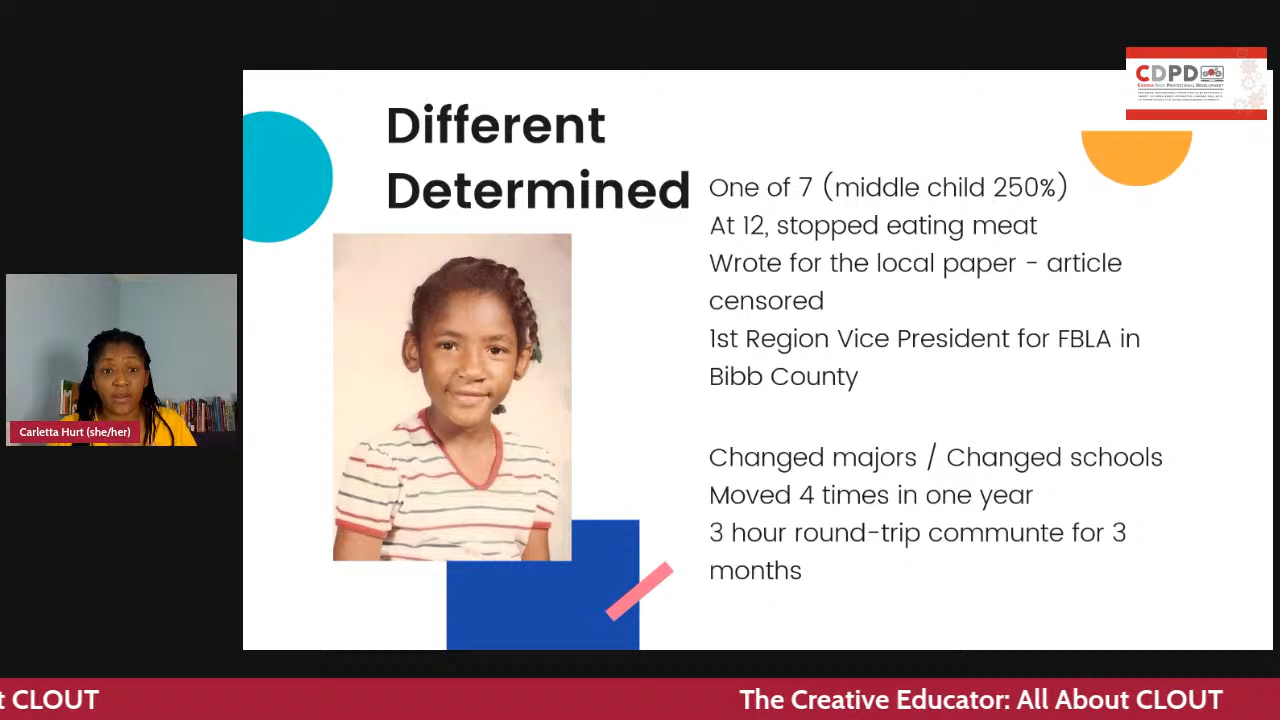 CDPD
Different
Determined
One of 7 (middle child 250%)
At 12, stopped eating meat
Wrote for the local paper - article
censored
1st Region Vice President for FBLA in
Bibb County
Changed majors / Changed schools
Moved 4 times in one year
3 hour round-trip communte for 3
months
Carletta Hurt (she/her)
t CLOUT
The Creative Educator: All About CLOUT